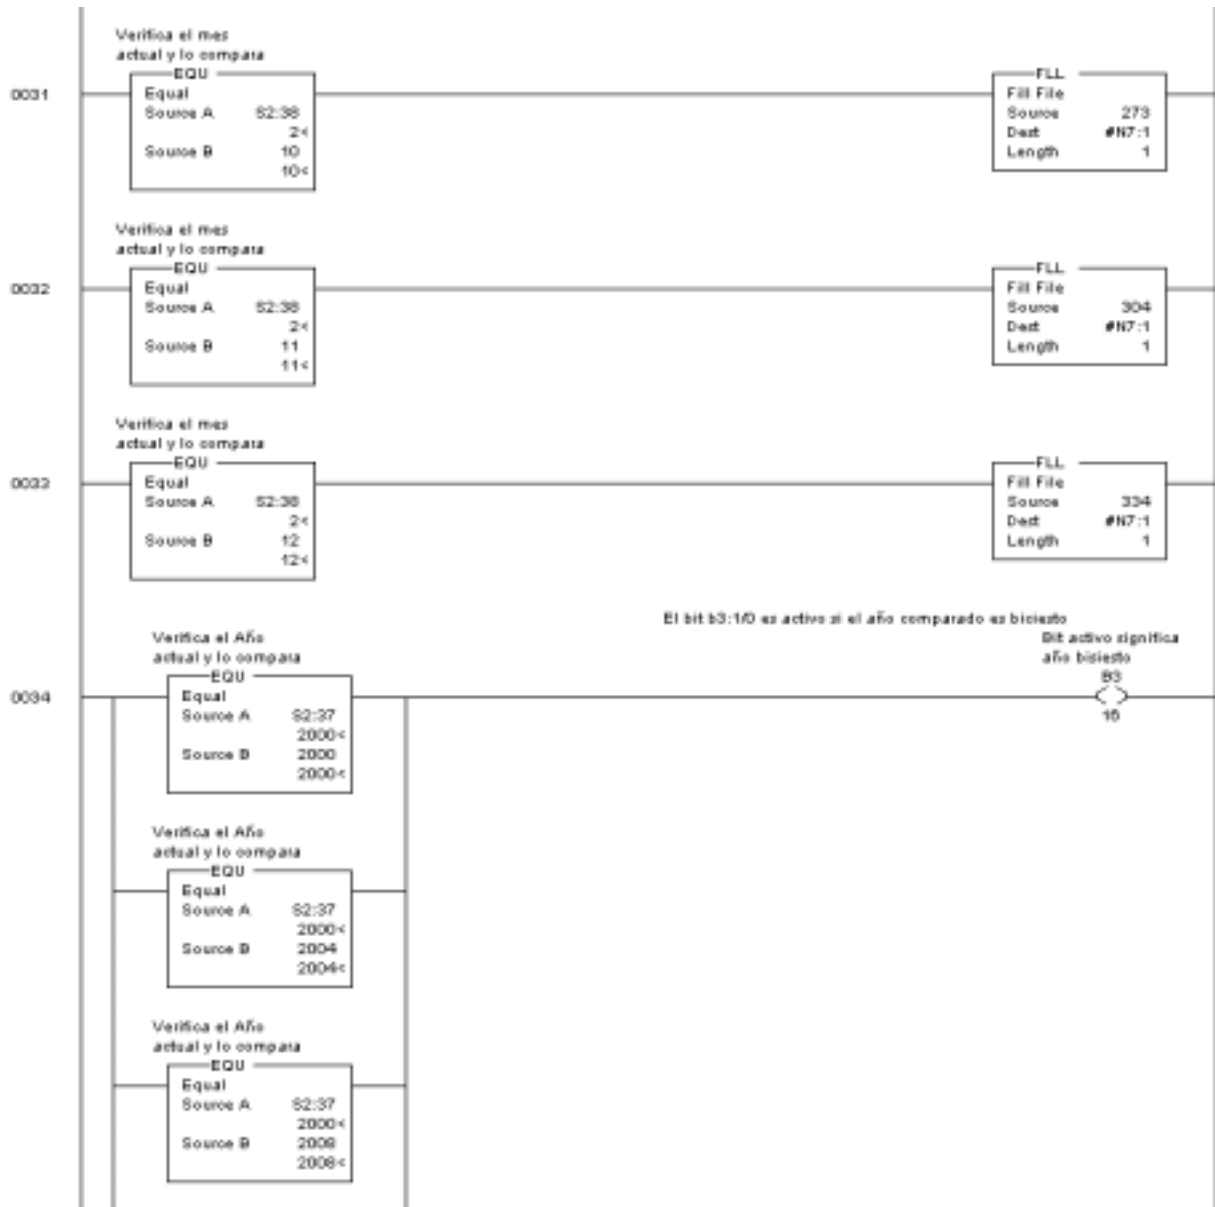 Verifica el mes
actual y lo compara
EQU
Equal
Source A S2:38
2<
Source B 10
10<
0031
FLL
Fill File
Source 273
Dest #N7:1
Length 1
Verifica el mes
actual y lo compara
EQU
Equal
Source A S2:38
2<
Source B 11
11<
0032
FLL
Fill File
Source 304
Dest #N7:1
Length 1
Verifica el mes
actual y lo compara
EQU
Equal
Source A S2:38
2<
Source B 12
12<
0033
FLL
Fill File
Source 334
Dest #N7:1
Length 1
El bit b3:1/0 es activo si el año comparado es biciesto
Verifica el Año
actual y lo compara
EQU
Equal
Source A S2:37
2000<
Source B 2000
2000<
0034
Bit activo significa
año bisiesto
B3
16
Verifica el Año
actual y lo compara
EQU
Equal
Source A S2:37
2000<
Source B 2004
2004<
Verifica el Año
actual y lo compara
EQU
Equal
Source A S2:37
2000<
Source B 2008
2008<